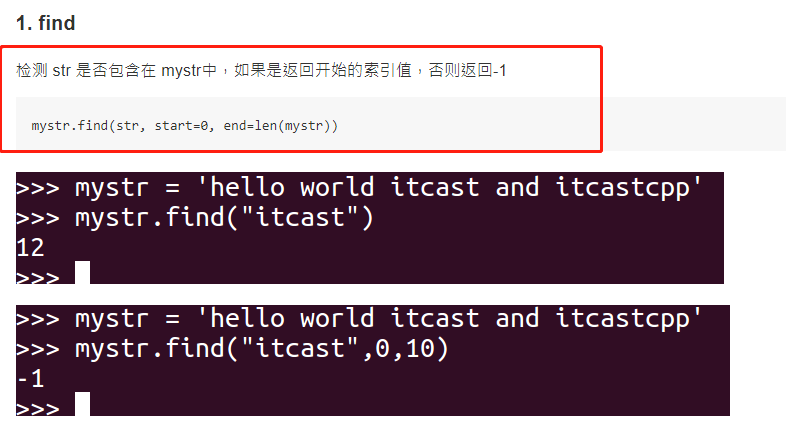 1. find
检测 str 是否包含在 mystr中，如果是返回开始的索引值，否则返回-1
mystr.find(str, start=0, end=len(mystr))
>>> mystr = 'hello world itcast and itcastcpp'
>>> mystr.find("itcast")
12
>>>
>>> mystr = 'hello world itcast and itcastcpp'
>>> mystr.find("itcast",0,10)
-1
>>>